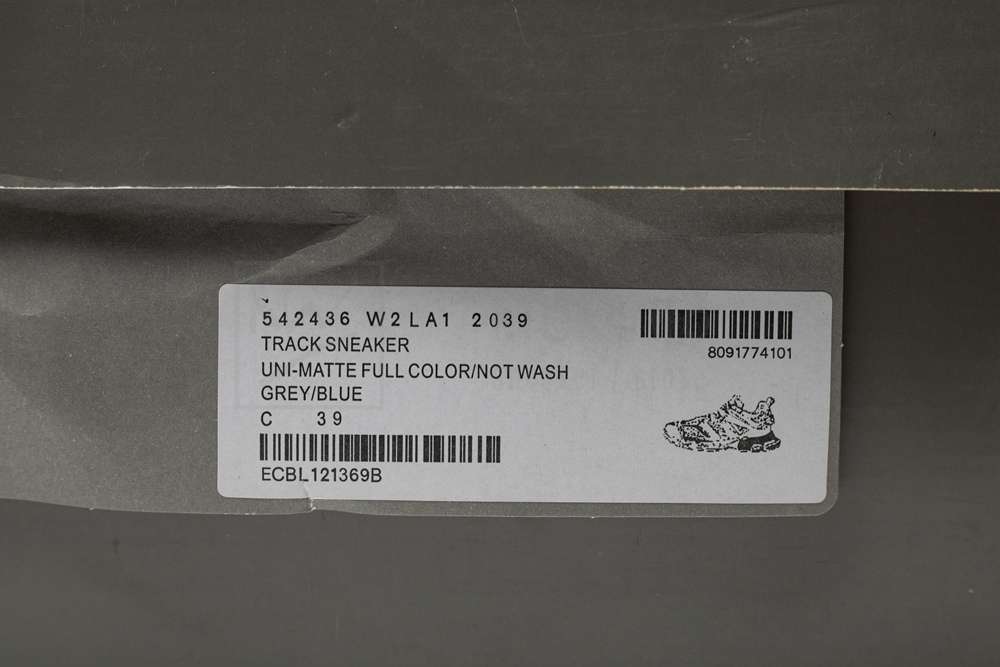 542436 W2LA1 2039
8091774101
TRACK SNEAKER
UNI-MATTE FULL COLOR/NOT WASH
GREY/BLUE
C 39
ECBL121369B